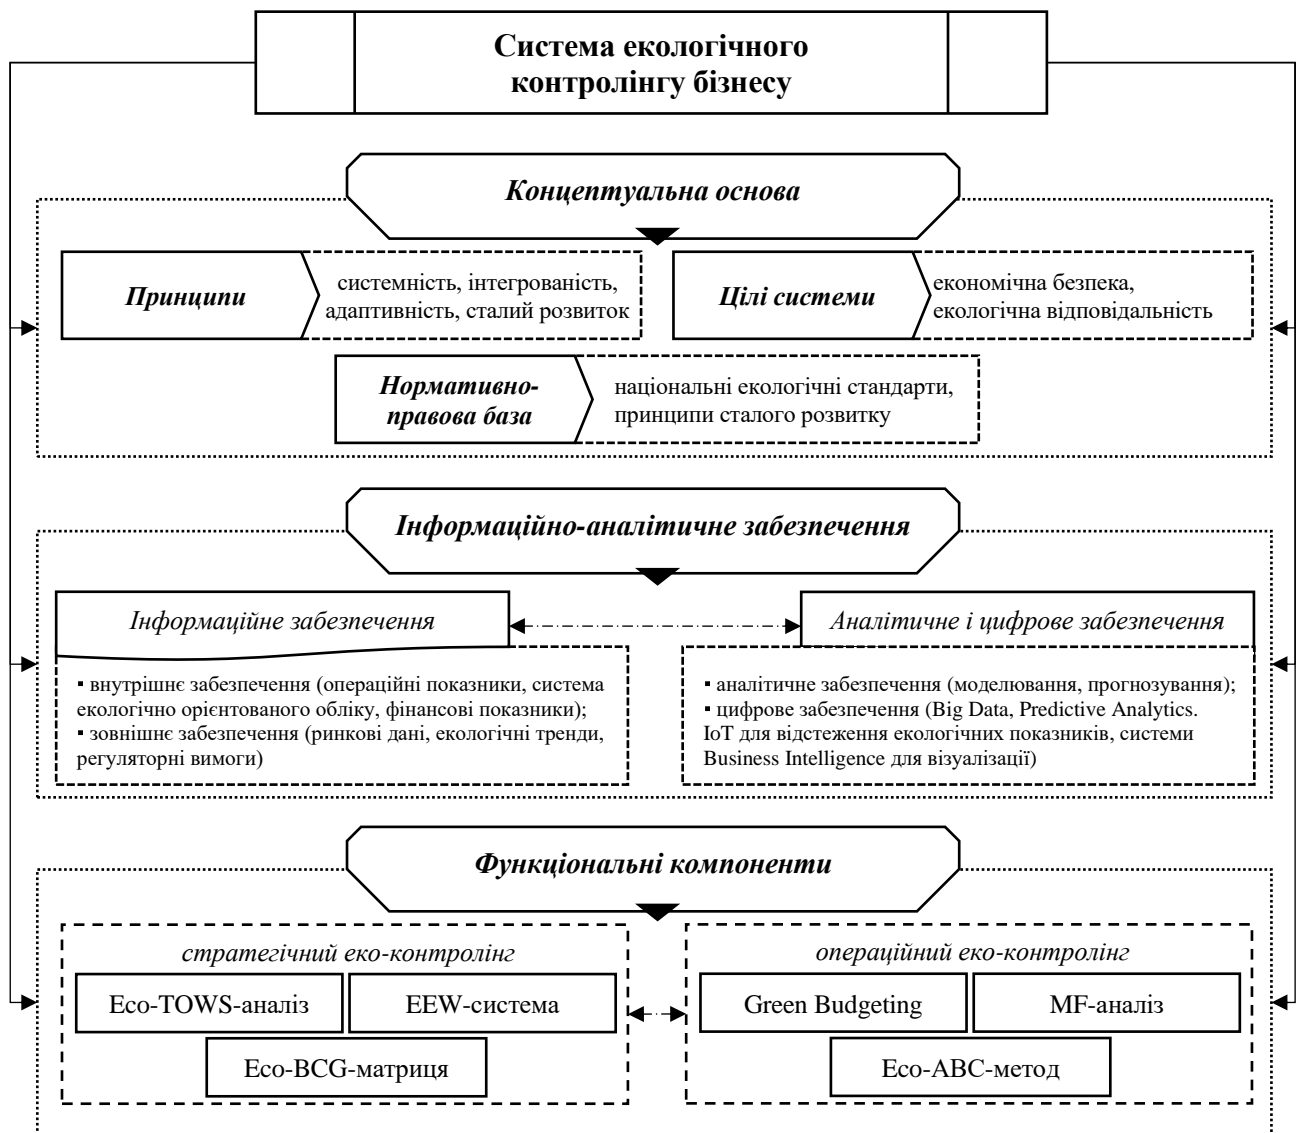 Система екологічного
контролінгу бізнесу
Концептуальна основа
Принципи
системність, інтегрованість,
адаптивність, сталий розвиток
Цілі системи
економічна безпека,
екологічна відповідальність
Нормативно-
правова база
національні екологічні стандарти,
принципи сталого розвитку
Інформаційно-аналітичне забезпечення
Інформаційне забезпечення
▪ внутрішнє забезпечення (операційні показники, система
екологічно орієнтованого обліку, фінансові показники);
▪ зовнішнє забезпечення (ринкові дані, екологічні тренди,
регуляторні вимоги)
Аналітичне і цифрове забезпечення
▪ аналітичне забезпечення (моделювання, прогнозування);
▪ цифрове забезпечення (Big Data, Predictive Analytics.
ІоТ для відстеження екологічних показників, системи
Business Intelligence для візуалізації)
Функціональні компоненти
стратегічний еко-контролінг
Eco-TOWS-аналіз
EEW-система
Eco-BCG-матриця
операційний еко-контролінг
Green Budgeting
MF-аналіз
Eco-ABC-метод